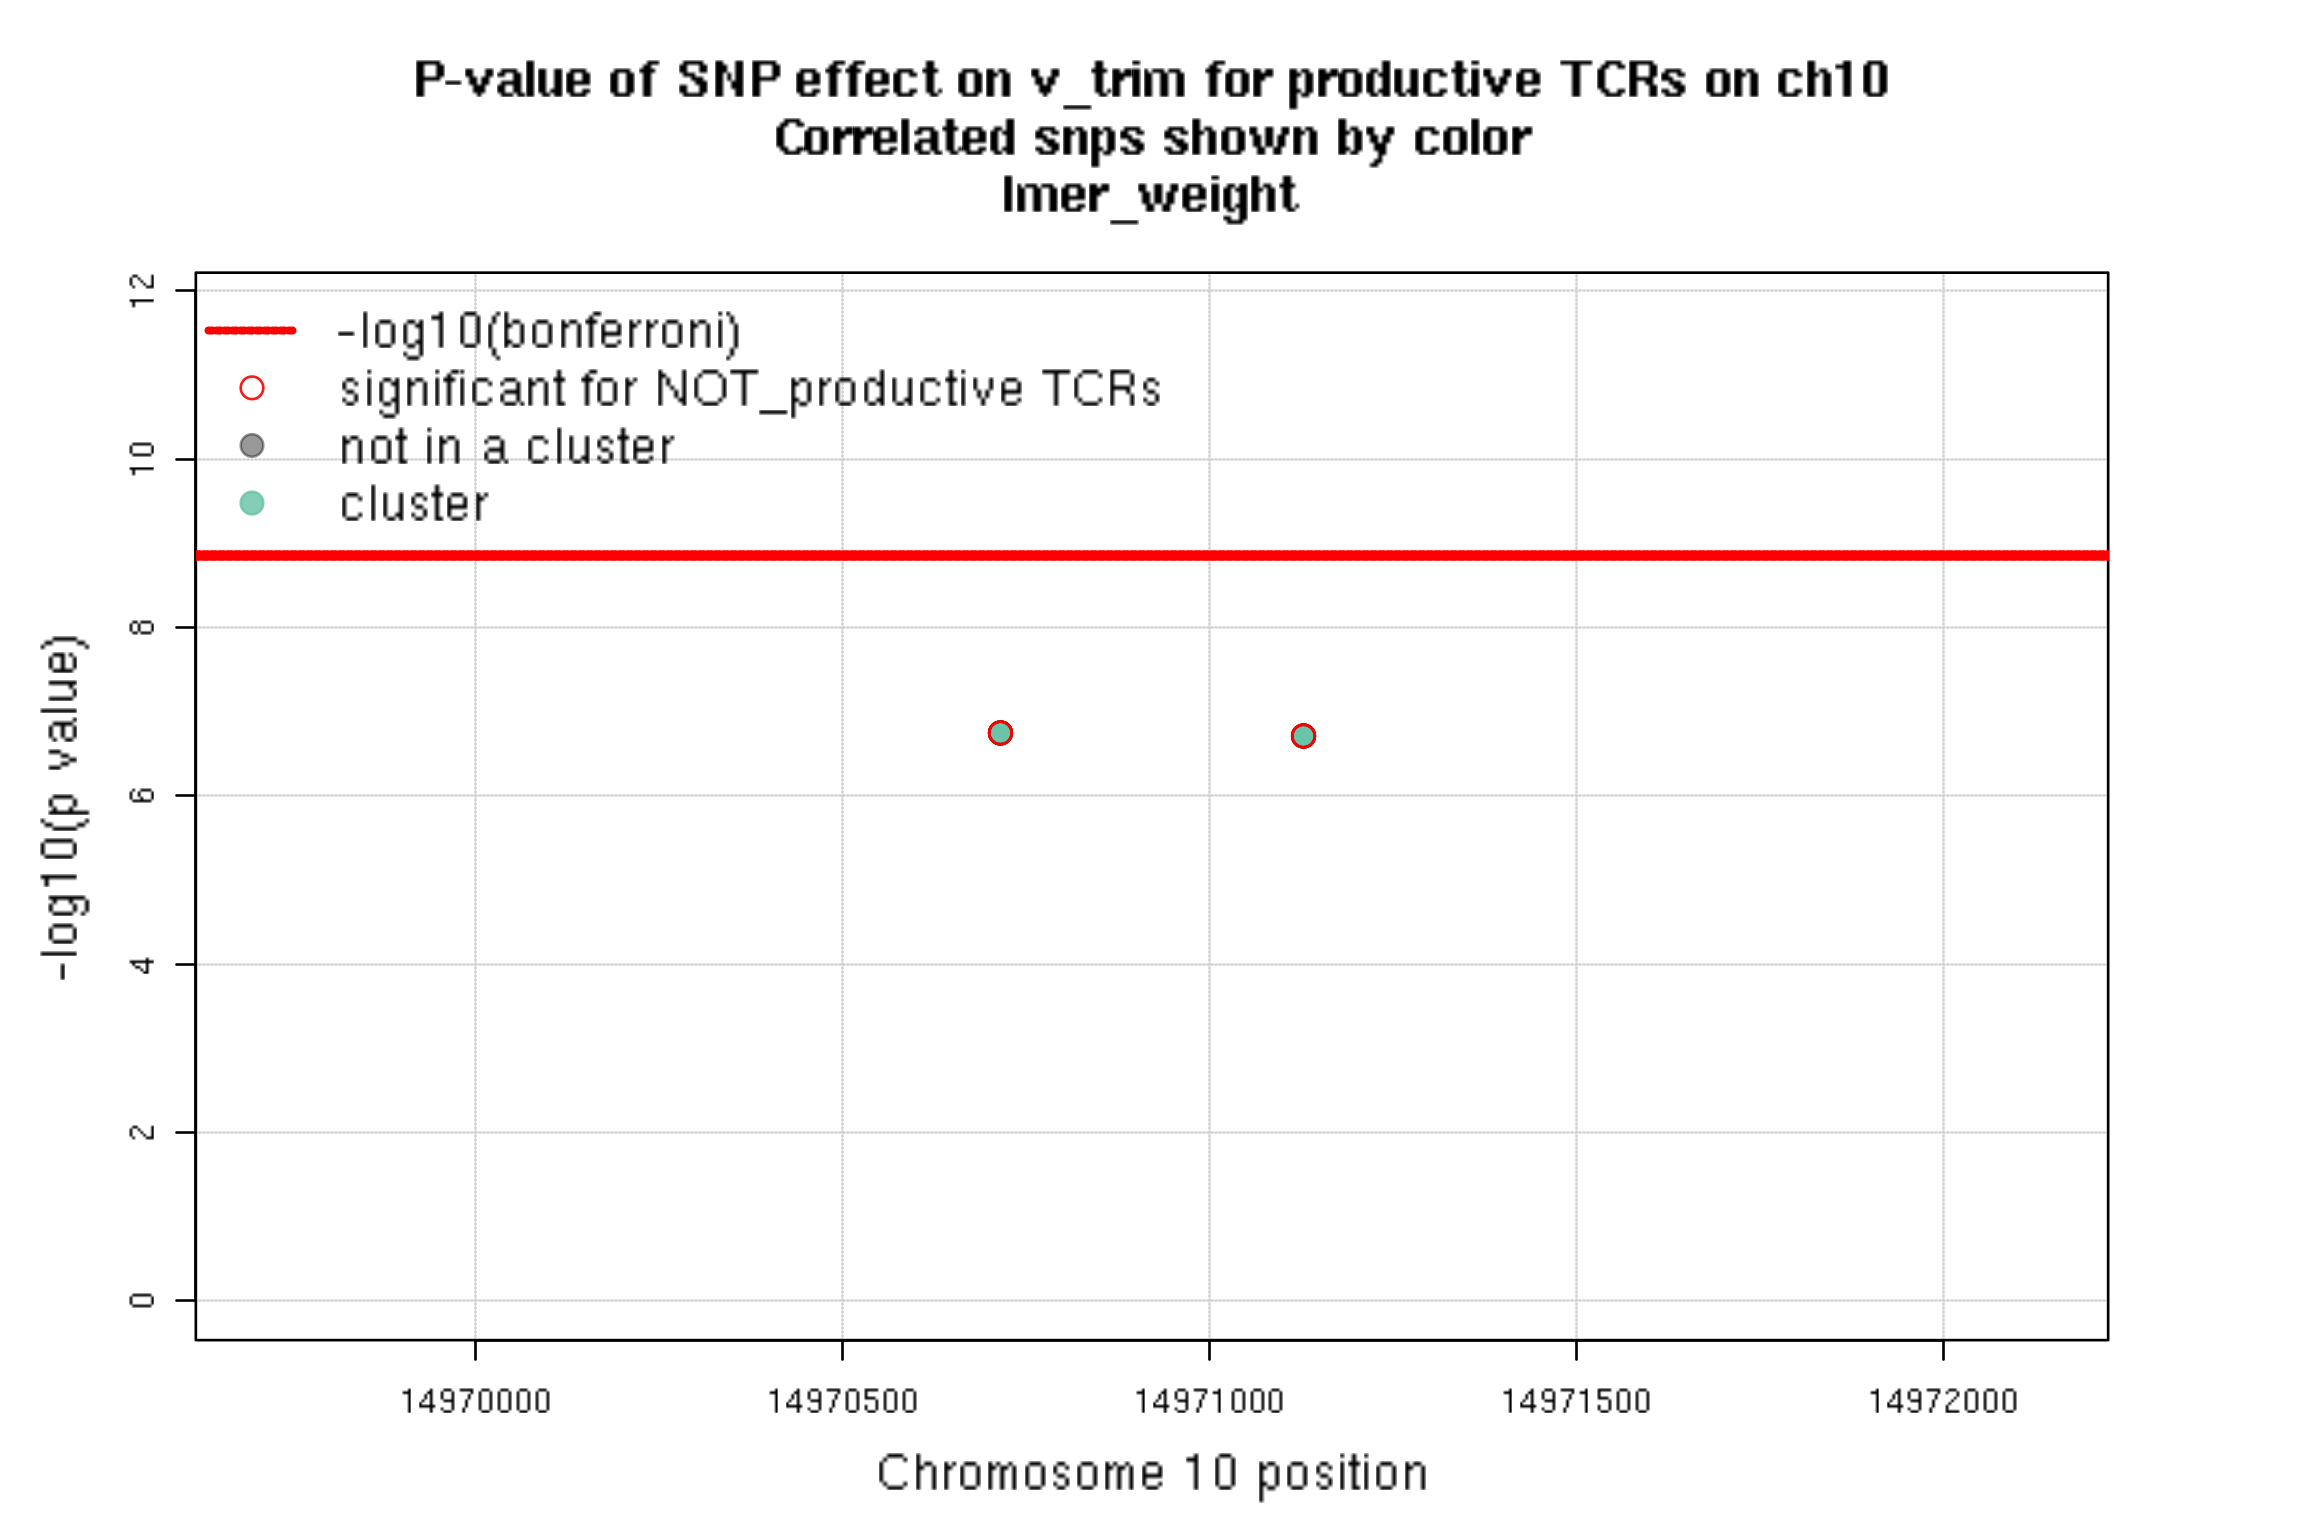 P-value of SNP effect on v_trim for productive TCRs on ch10
Correlated snps shown by color
lmer_weight
-log10(bonferroni)
significant for NOT_productive TCRs
not in a cluster
cluster
-log10(p value)
12
10
8
6
4
2
0
14970000 14970500 14971000 14971500 14972000
Chromosome 10 position